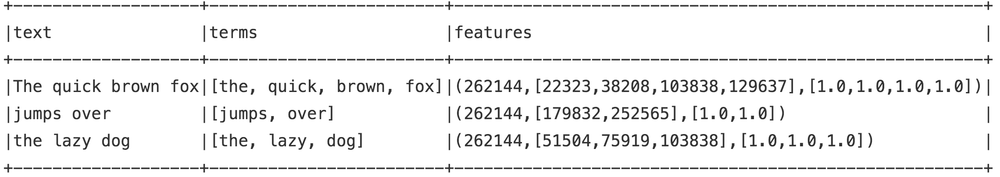 +-------------------+------------------------+------------------------------------------------------+
|text               |terms                   |features                                              |
+-------------------+------------------------+------------------------------------------------------+
|The quick brown fox|[the, quick, brown, fox]|(262144,[22323,38208,103838,129637],[1.0,1.0,1.0,1.0])|
|jumps over         |[jumps, over]           |(262144,[179832,252565],[1.0,1.0])                    |
|the lazy dog       |[the, lazy, dog]        |(262144,[51504,75919,103838],[1.0,1.0,1.0])           |
+-------------------+------------------------+------------------------------------------------------+